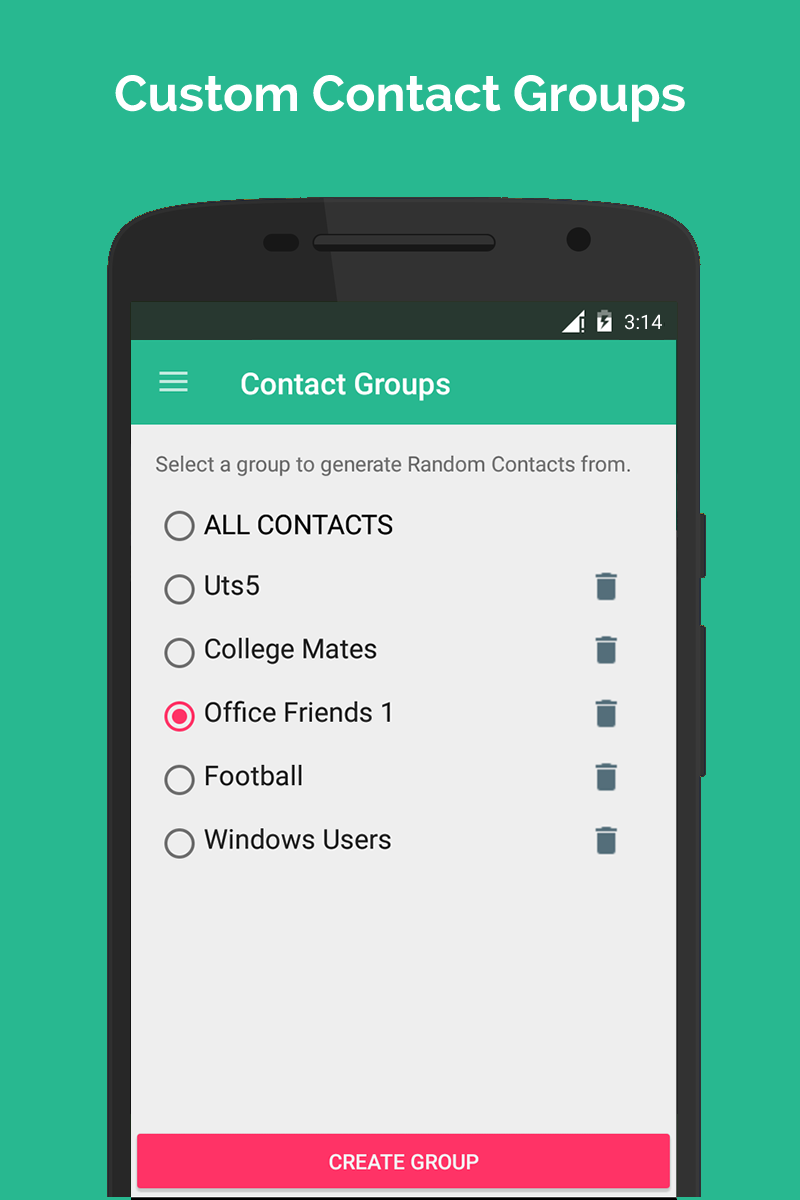 Custom Contact Groups
3:14
Contact Groups
Select a group to generate Random Contacts from.
ALL CONTACTS
Uts5
College Mates
Office Friends 1
Football
Windows Users
CREATE GROUP